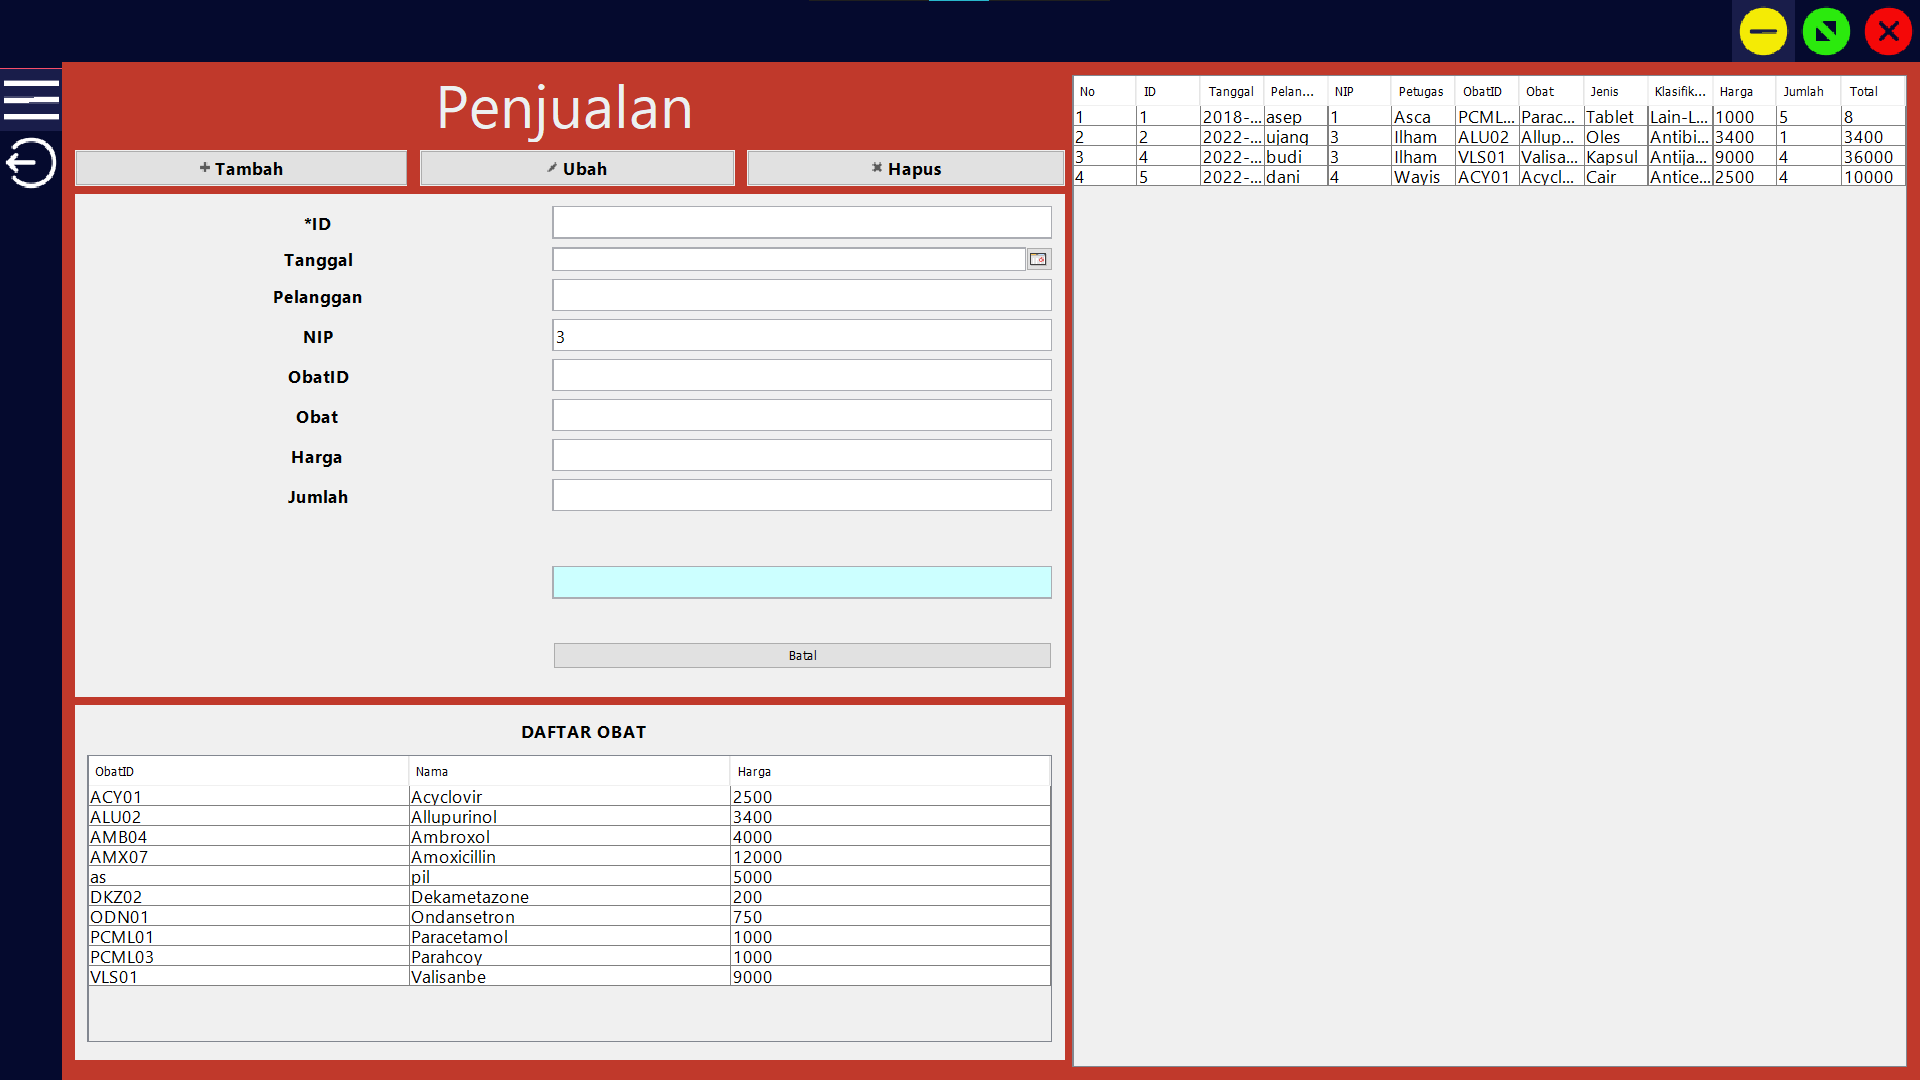 Penjualan
Tambah Ubah Hapus
*ID
Tanggal
Pelanggan
NIP 3
ObatID
Obat
Harga
Jumlah
Batal
DAFTAR OBAT
ObatID Nama Harga
ACY01 Acyclovir 2500
ALU02 Allupurinol 3400
AMB04 Ambroxol 4000
AMX07 Amoxicillin 12000
as pil 5000
DKZ02 Dekametazone 200
ODN01 Ondansetron 750
PCML01 Paracetamol 1000
PCML03 Parahcoy 1000
VLS01 Valisanbe 9000
No ID Tanggal Pelan... NIP Petugas ObatID Obat Jenis Klasifik... Harga Jumlah Total
1 1 2018-... asep 1 Asca PCML... Parac... Tablet Lain-L... 1000 5 8
2 2 2022-... ujang 3 Ilham ALU02 Allup... Oles Antibi... 3400 1 3400
3 4 2022-... budi 3 Ilham VLS01 Valisa... Kapsul Antija... 9000 4 36000
4 5 2022-... dani 4 Wayis ACY01 Acycl... Cair Antice... 2500 4 10000